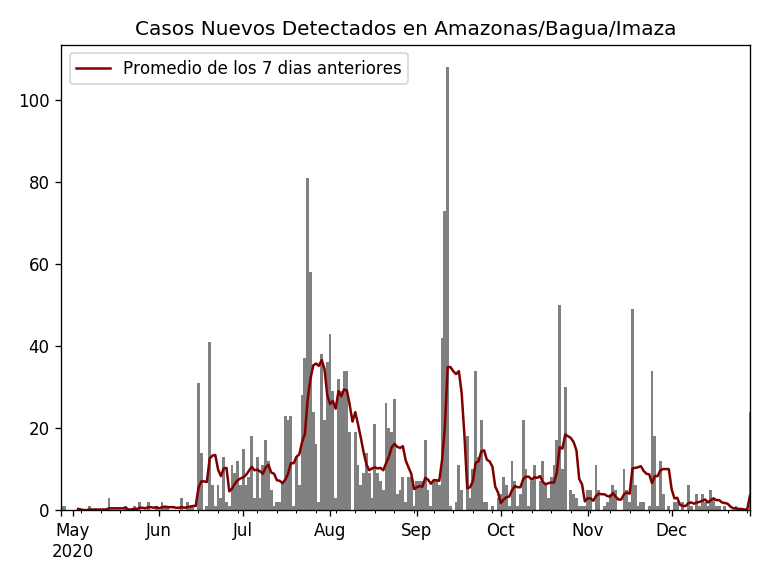 Casos Nuevos Detectados en Amazonas/Bagua/Imaza
Promedio de los 7 dias anteriores
100
80
60
40
20
0
May Jun Jul Aug Sep Oct Nov Dec
2020